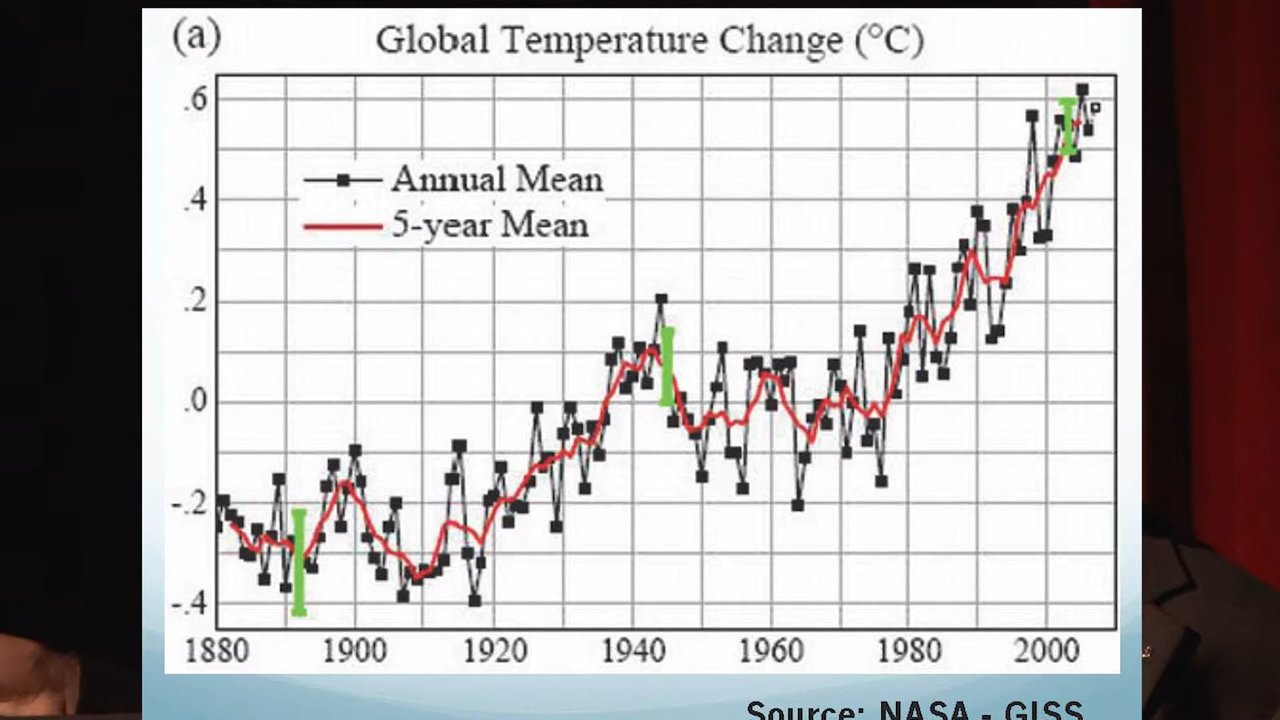 (a) Global Temperature Change (°C)
.6
Annual Mean
.4
5-year Mean
.2
.0
-.2
-.4
1880 1900 1920 1940 1960 1980 2000
Source: NASA - GISS